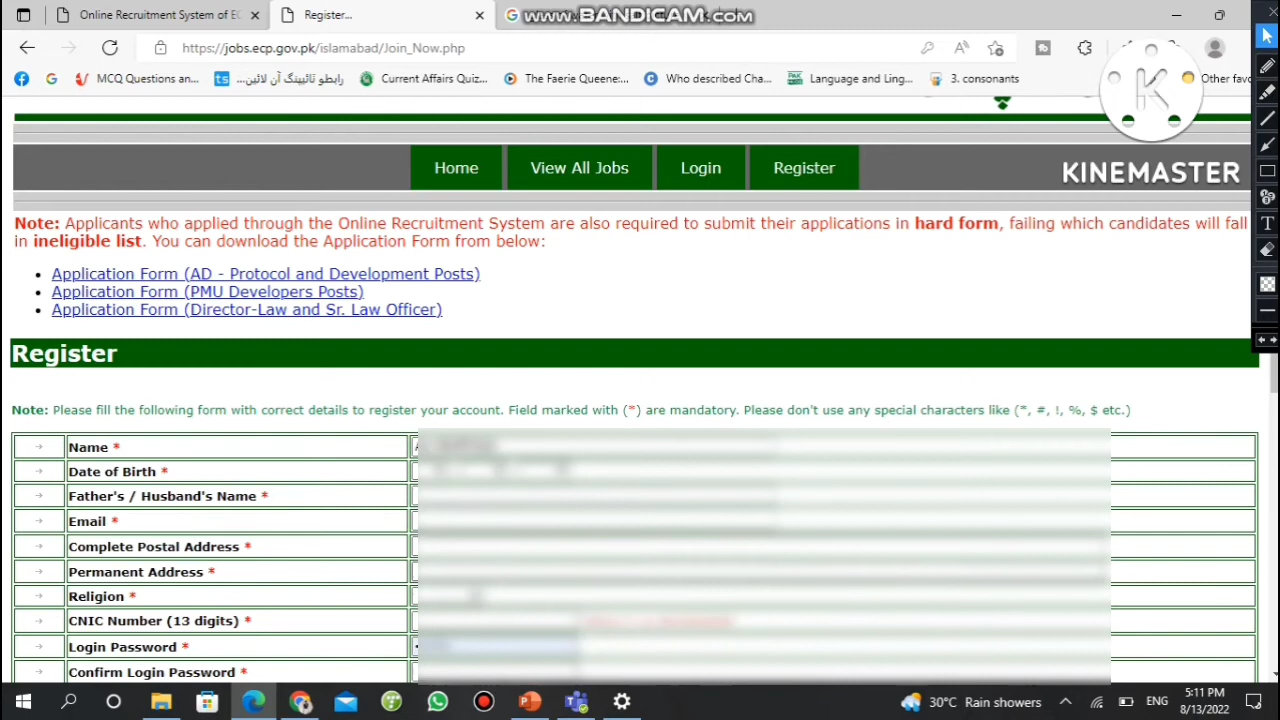 Online Recruitment System of EC
Register...
www.BANDICAM.com
https://jobs.ecp.gov.pk/islamabad/Join_Now.php
MCQ Questions an...
رابطو ٹائپنگ آن لائین...
Current Affairs Quiz...
The Faerie Queene:...
Who described Cha...
Language and Ling...
3. consonants
Other favo
Home
View All Jobs
Login
Register
KINEMASTER
Note: Applicants who applied through the Online Recruitment System are also required to submit their applications in hard form, failing which candidates will fall
in ineligible list. You can download the Application Form from below:
Application Form (AD - Protocol and Development Posts)
Application Form (PMU Developers Posts)
Application Form (Director-Law and Sr. Law Officer)
Register
Note: Please fill the following form with correct details to register your account. Field marked with (*) are mandatory. Please don't use any special characters like (*, #, !, %, $ etc.)
Name *
Date of Birth *
Father's / Husband's Name *
Email *
Complete Postal Address *
Permanent Address *
Religion *
CNIC Number (13 digits) *
Login Password *
Confirm Login Password *
30°C Rain showers
ENG
5:11 PM
8/13/2022